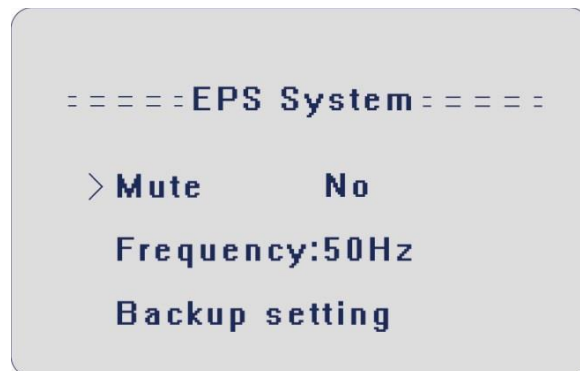 =====EPS System=====
>Mute No
Frequency:50Hz
Backup setting